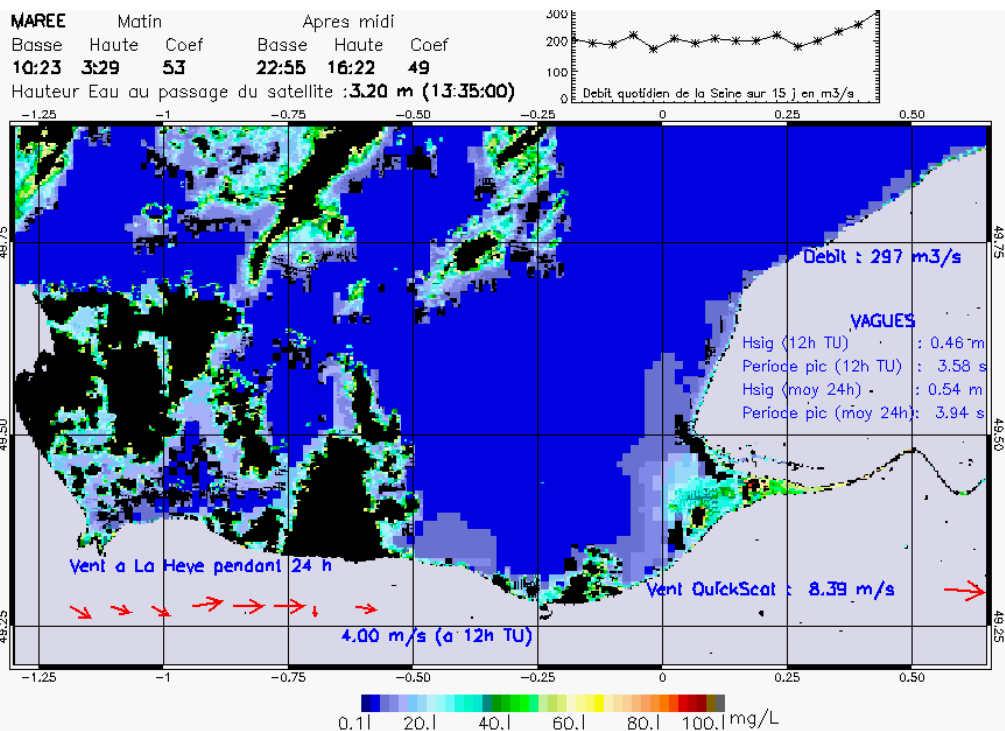 MAREE Matin Apres midi
Basse Haute Coef Basse Haute Coef
10:23 3:29 53 22:55 16:22 49
Hauteur Eau au passage du satellite : 3.20 m (13:35:00)
300
200
100
0
Debit quotidien de la Seine sur 15 j en m3/s
-1.25 -1 -0.75 -0.50 -0.25 0 0.25 0.50
49.75 49.75
Debit : 297 m3/s
VAGUES
Hsig (12h TU) : 0.46 m
Periode pic (12h TU) : 3.58 s
Hsig (moy 24h) : 0.54 m
Periode pic (moy 24h): 3.94 s
49.50 49.50
Vent a La Heve pendant 24 h
Vent QuickScat : 8.39 m/s
49.25 49.25
4.00 m/s (a 12h TU)
-1.25 -1 -0.75 -0.50 -0.25 0 0.25 0.50
0.1 20.1 40.1 60.1 80.1 100.1 mg/L